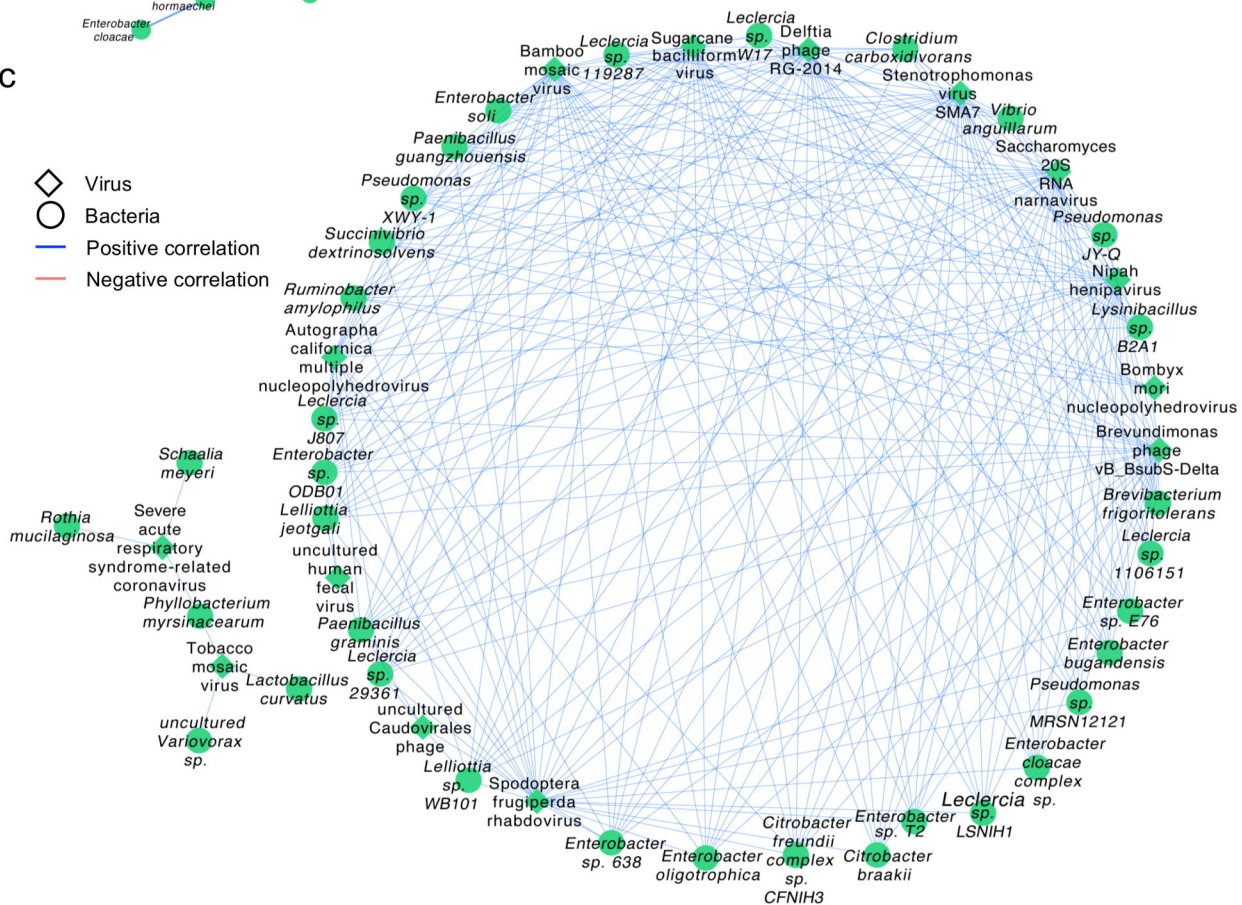 hormaechei
Enterobacter
cloacae
C
Virus
Bacteria
Positive correlation
Negative correlation
Leclercia
sp.
W17
Delftia
phage
RG-2014
Clostridium
carboxidivorans
Stenotrophomonas
virus
SMA7
Vibrio
anguillarum
Saccharomyces
20S
RNA
narnavirus
Pseudomonas
sp.
JY-Q
Nipah
henipavirus
Lysinibacillus
sp.
B2A1
Bombyx
mori
nucleopolyhedrovirus
Brevundimonas
phage
vB_BsubS-Delta
Brevibacterium
frigoritolerans
Leclercia
sp.
1106151
Enterobacter
sp. E76
Enterobacter
bugandensis
Pseudomonas
sp.
MRSN12121
Enterobacter
cloacae
complex
sp.
Leclercia
sp.
LSNIH1
Enterobacter
sp. T2
Citrobacter
braakii
Citrobacter
freundii
complex
sp.
CFNIH3
Enterobacter
oligotrophica
Enterobacter
sp. 638
Spodoptera
frugiperda
rhabdovirus
Lelliottia
sp.
WB101
uncultured
Caudovirales
phage
Leclercia
sp.
29361
Paenibacillus
graminis
uncultured
human
fecal
virus
Lelliottia
jeotgali
Enterobacter
sp.
ODB01
Leclercia
sp.
J807
Autographa
californica
multiple
nucleopolyhedrovirus
Ruminobacter
amylophilus
Succinivibrio
dextrinosolvens
Pseudomonas
sp.
XWY-1
Paenibacillus
guangzhouensis
Enterobacter
soli
Bamboo
mosaic
virus
Leclercia
sp.
119287
Sugarcane
bacilliform
virus
Schaalia
meyeri
Rothia
mucilaginosa
Severe
acute
respiratory
syndrome-related
coronavirus
Phyllobacterium
myrsinacearum
Tobacco
mosaic
virus
Lactobacillus
curvatus
uncultured
Variovorax
sp.